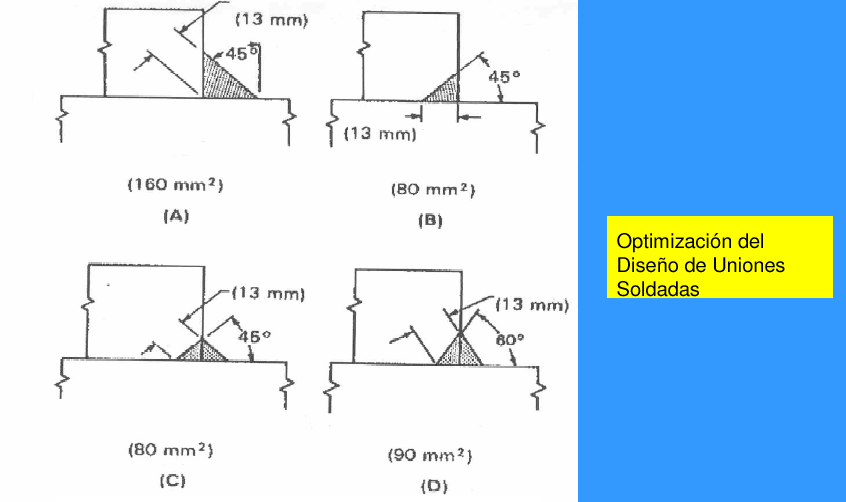 (13 mm)
45°
(160 mm²)
(A)
45°
(13 mm)
(80 mm²)
(B)
(13 mm)
45°
(80 mm²)
(C)
(13 mm)
60°
(90 mm²)
(D)
Optimización del
Diseño de Uniones
Soldadas